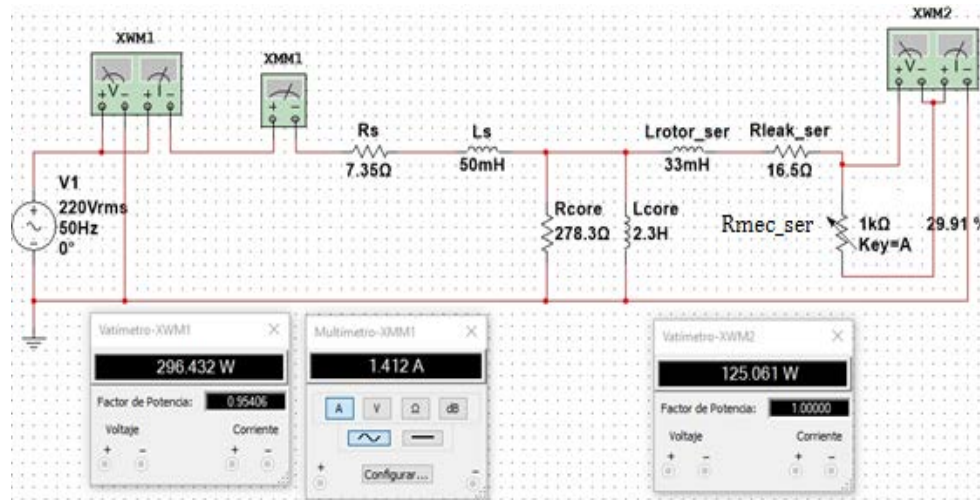 XWM1
XMM1
XWM2
V1
220Vrms
50Hz
0°
Rs
7.35Ω
Ls
50mH
Lrotor_ser
33mH
Rleak_ser
16.5Ω
Rcore
278.3Ω
Lcore
2.3H
Rmec_ser
1kΩ
Key=A
29.91 %
V I
+ - + -
+ -
V I
+ - + -
Vatímetro-XWM1
296.432 W
Factor de Potencia: 0.95406
Voltaje Corriente
+ - + -
Multímetro-XMM1
1.412 A
A V Ω dB
+ Configurar... -
Vatímetro-XWM2
125.061 W
Factor de Potencia: 1.00000
Voltaje Corriente
+ - + -